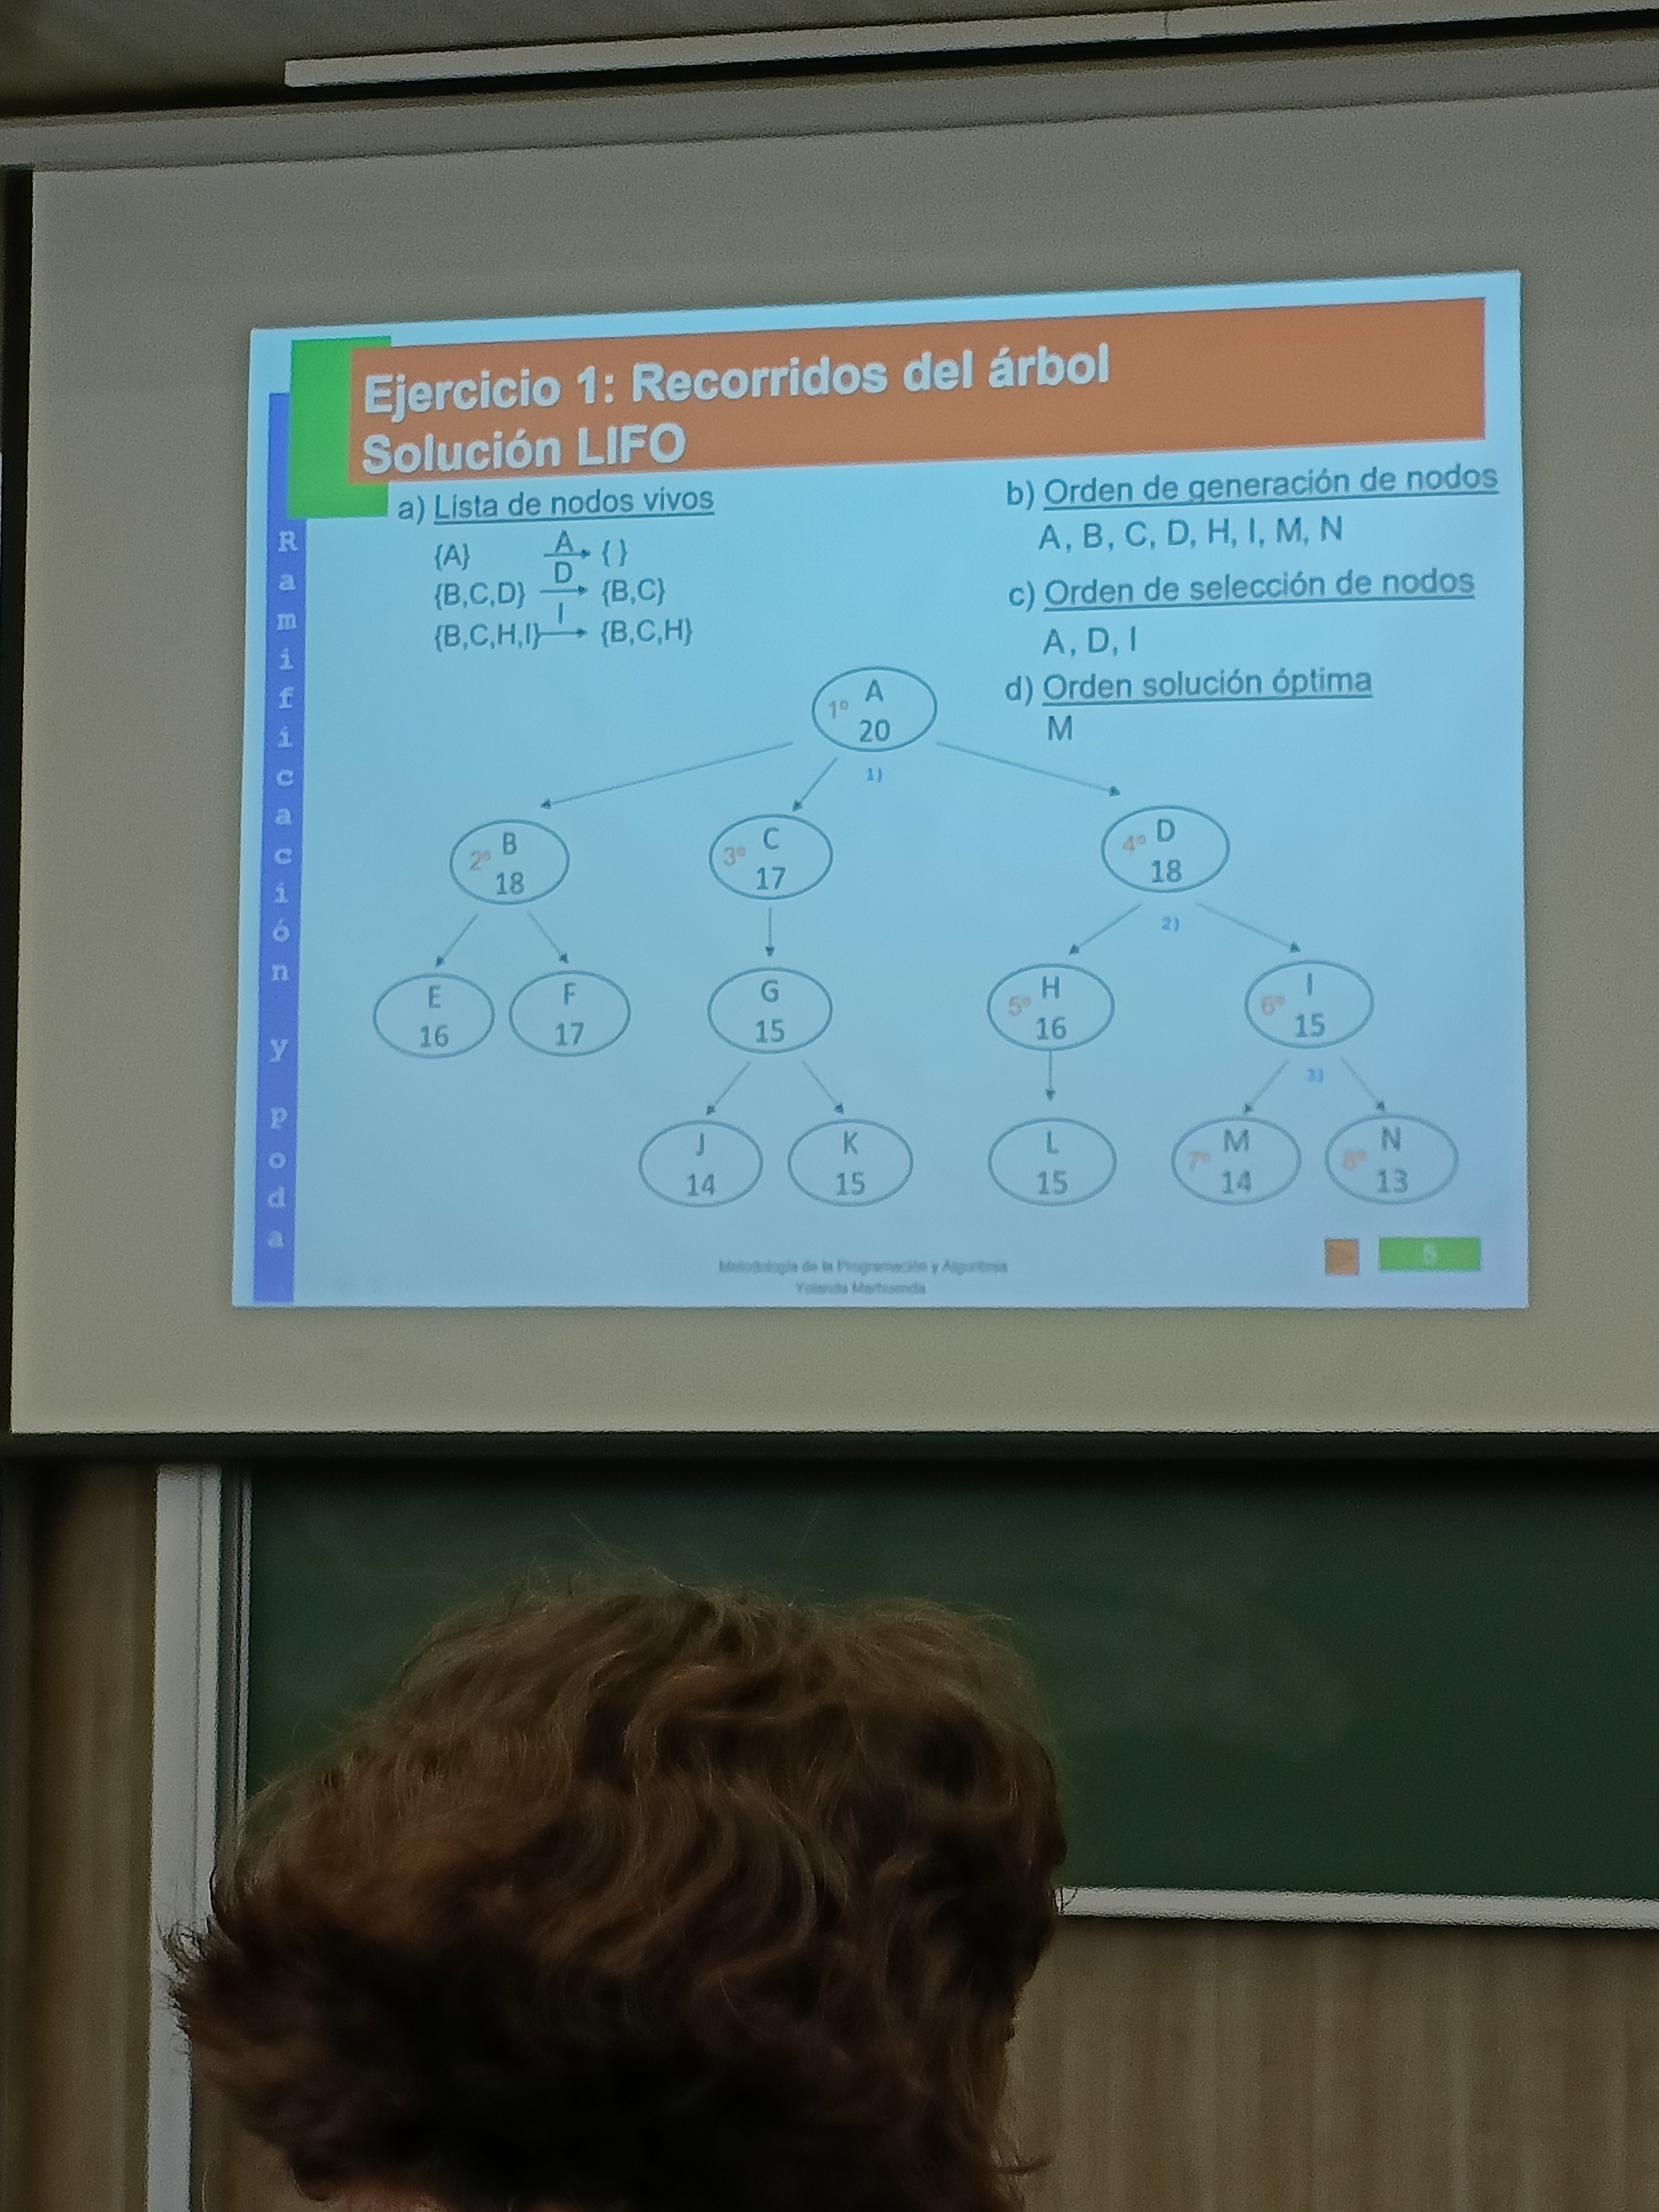 Ejercicio 1: Recorridos del árbol
Solución LIFO
a) Lista de nodos vivos
{A} A {}
{B,C,D} D {B,C}
{B,C,H,I} I {B,C,H}
b) Orden de generación de nodos
A, B, C, D, H, I, M, N
c) Orden de selección de nodos
A, D, I
d) Orden solución óptima
M
Ramificación y poda
1º A
20
1)
2º B
18
3º C
17
4º D
18
2)
E
16
F
17
G
15
5º H
16
6º I
15
3)
J
14
K
15
L
15
7º M
14
8º N
13
Metodología de la Programación y Algoritmia
Yolanda Marhuenda
5